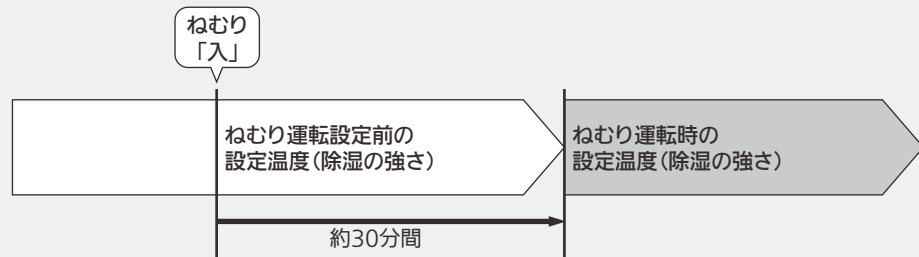 ねむり
「入」
ねむり運転設定前の
設定温度(除湿の強さ)
ねむり運転時の
設定温度(除湿の強さ)
約30分間